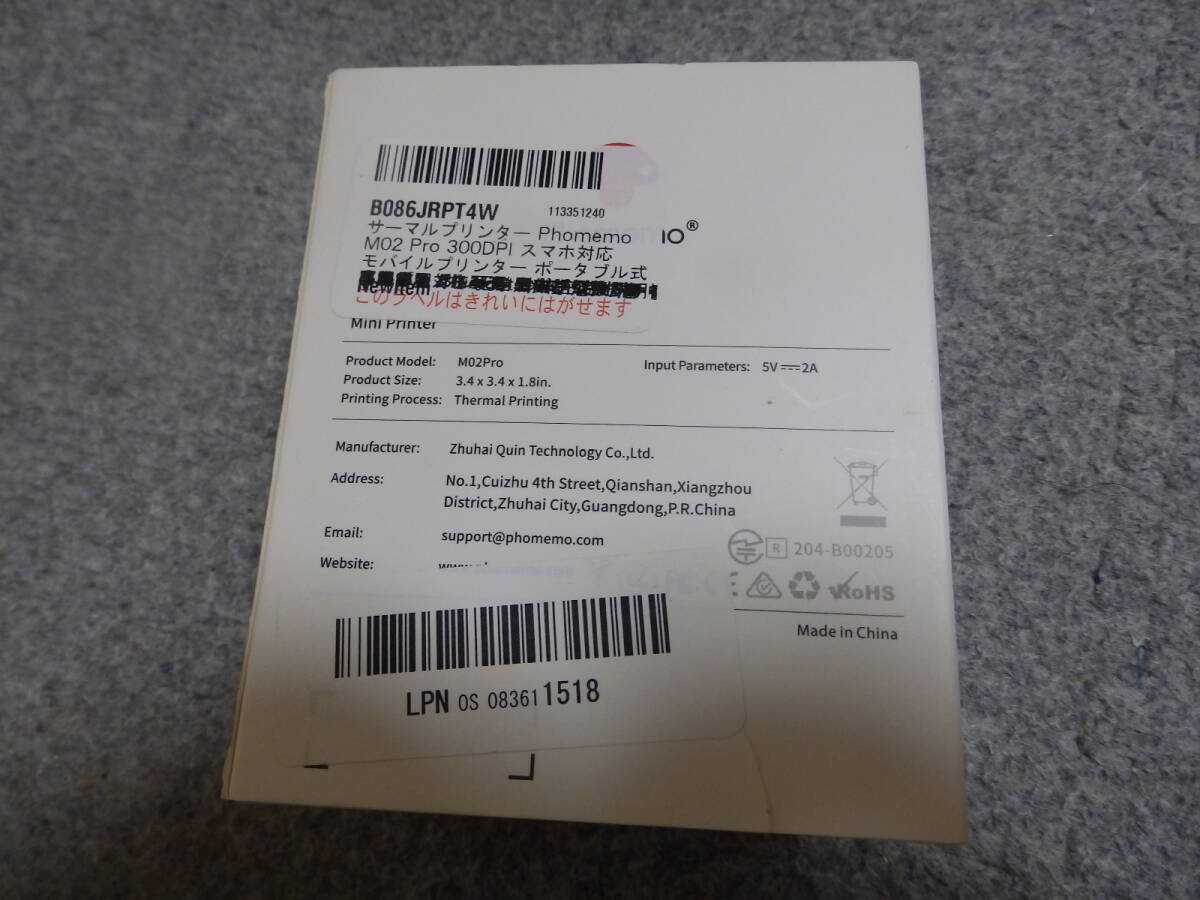 B086JRPT4W 113351240
サーマルプリンター Phomemo
M02 Pro 300DPI スマホ対応
モバイルプリンター ポータブル式
NewItem
このラベルはきれいにはがせます
®
Mini Printer
Product Model: M02Pro
Input Parameters: 5V⎓2A
Product Size: 3.4 x 3.4 x 1.8in.
Printing Process: Thermal Printing
Manufacturer: Zhuhai Quin Technology Co.,Ltd.
Address: No.1,Cuizhu 4th Street,Qianshan,Xiangzhou
District,Zhuhai City,Guangdong,P.R.China
Email: support@phomemo.com
R 204-B00205
Website:
RoHS
Made in China
LPN OS 083611518